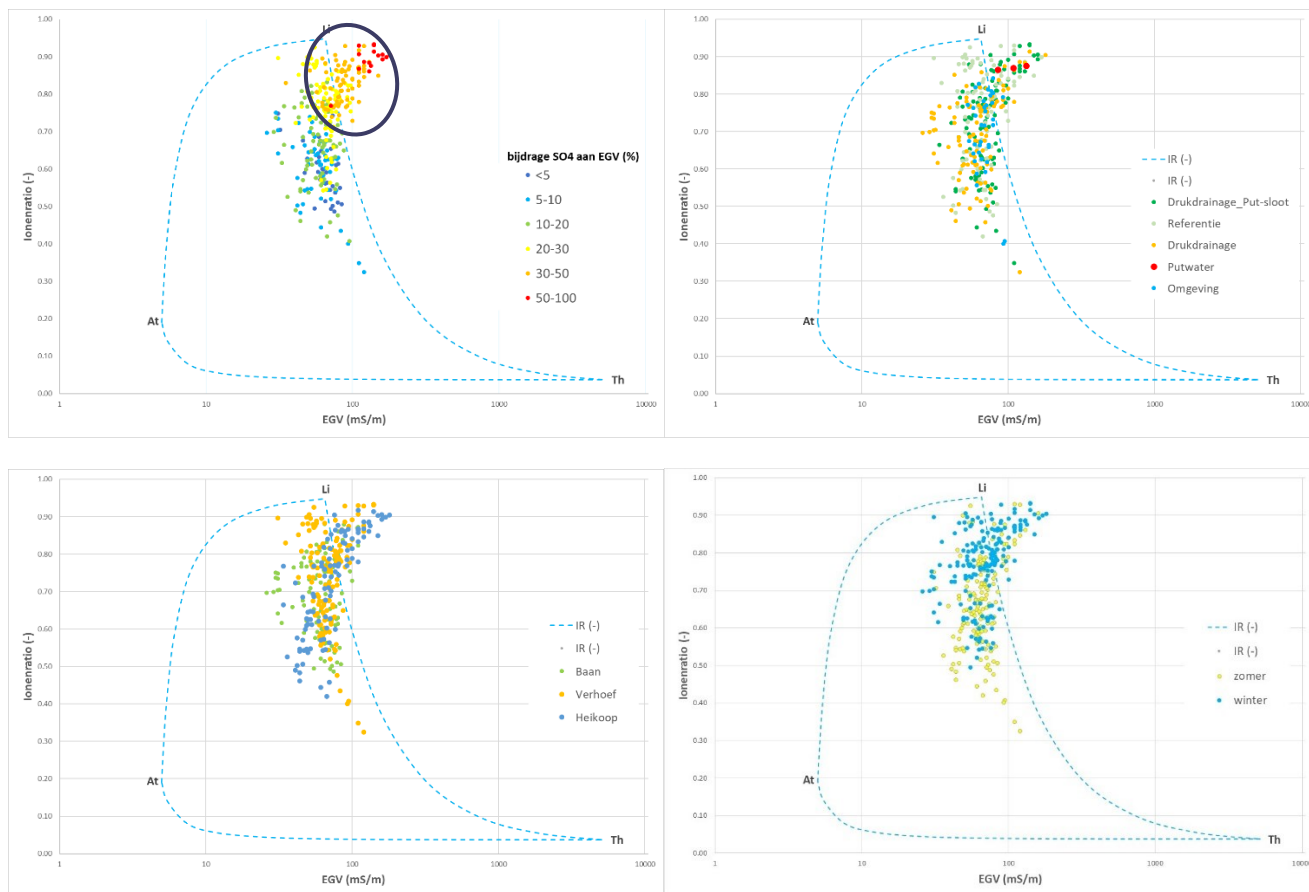 1.00
0.90
0.80
0.70
0.60
0.50
0.40
0.30
0.20
0.10
0.00
Ionenratio (-)
Li
At
Th
bijdrage SO4 aan EGV (%)
<5
5-10
10-20
20-30
30-50
50-100
1
10
100
1000
10000
EGV (mS/m)
1.00
0.90
0.80
0.70
0.60
0.50
0.40
0.30
0.20
0.10
0.00
Ionenratio (-)
Li
At
Th
IR (-)
IR (-)
Drukdrainage_Put-sloot
Referentie
Drukdrainage
Putwater
Omgeving
1
10
100
1000
10000
EGV (mS/m)
1.00
0.90
0.80
0.70
0.60
0.50
0.40
0.30
0.20
0.10
0.00
Ionenratio (-)
Li
At
Th
IR (-)
IR (-)
Baan
Verhoef
Heikoop
1
10
100
1000
10000
EGV (mS/m)
1.00
0.90
0.80
0.70
0.60
0.50
0.40
0.30
0.20
0.10
0.00
Ionenratio (-)
Li
At
Th
IR (-)
IR (-)
zomer
winter
1
10
100
1000
10000
EGV (mS/m)